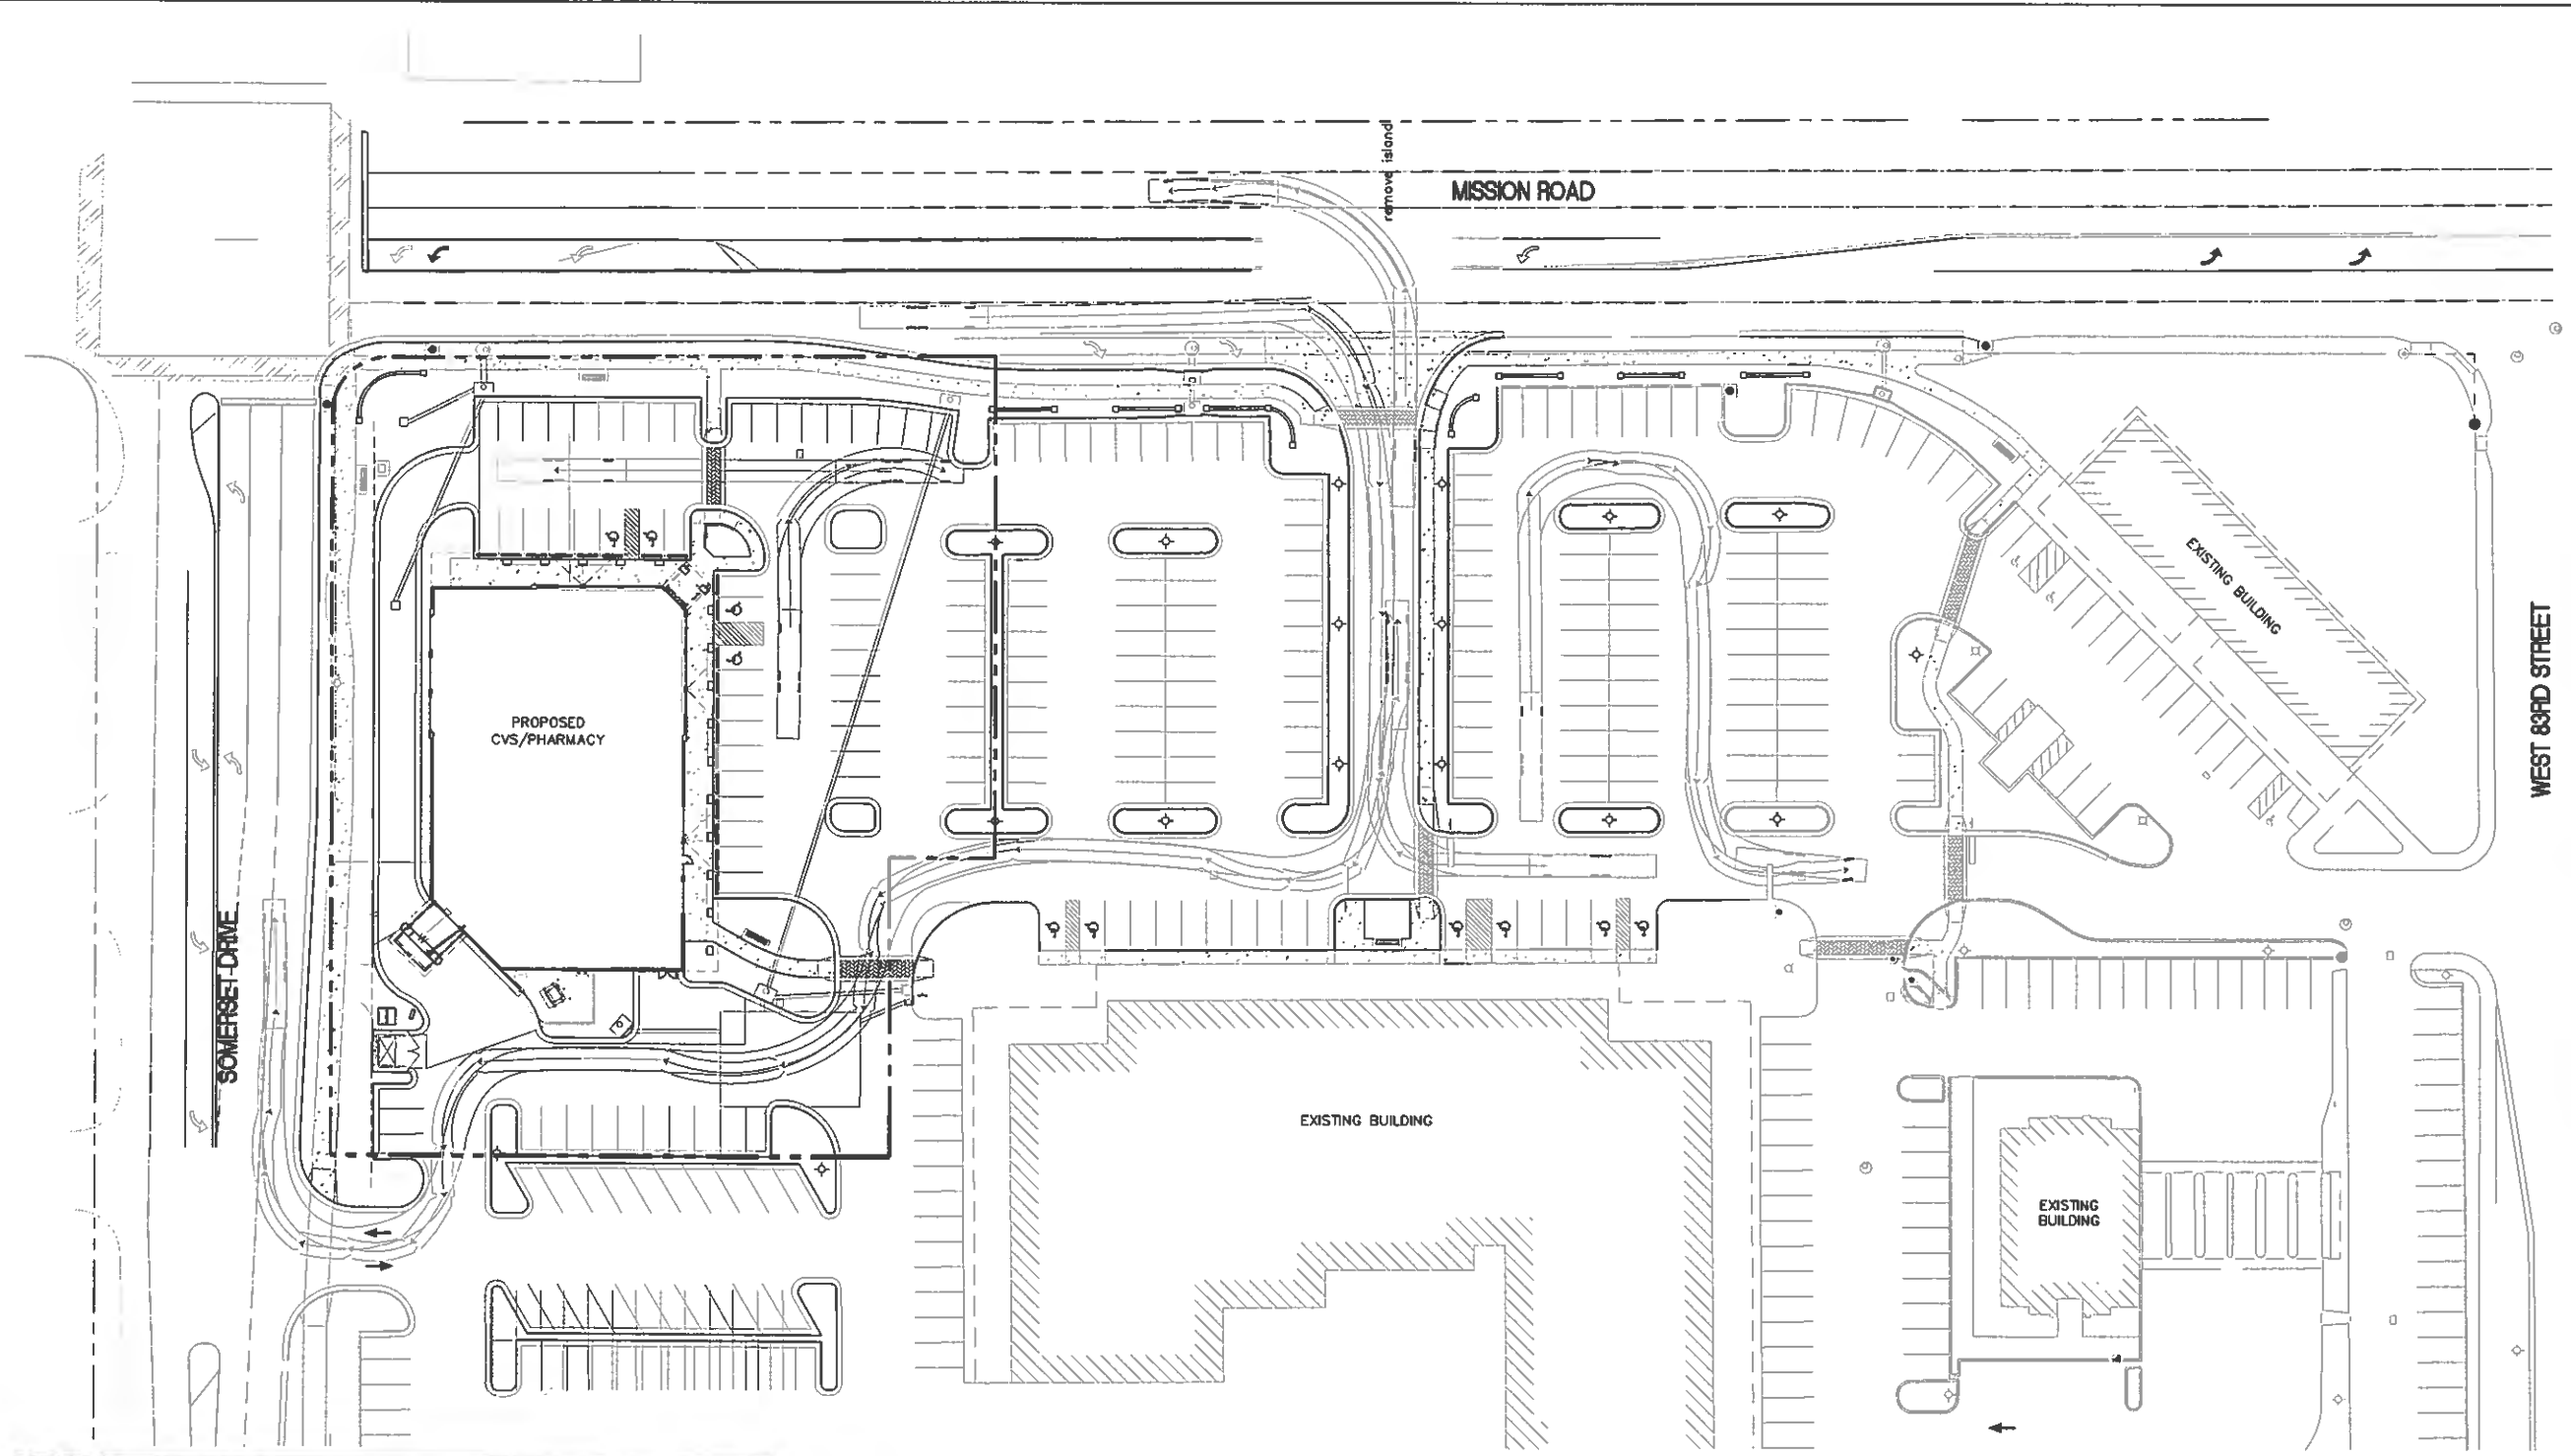 remove island
MISSION ROAD
EXISTING BUILDING
WEST 83RD STREET
PROPOSED
CVS/PHARMACY
SOMERSET DRIVE
EXISTING BUILDING
EXISTING
BUILDING